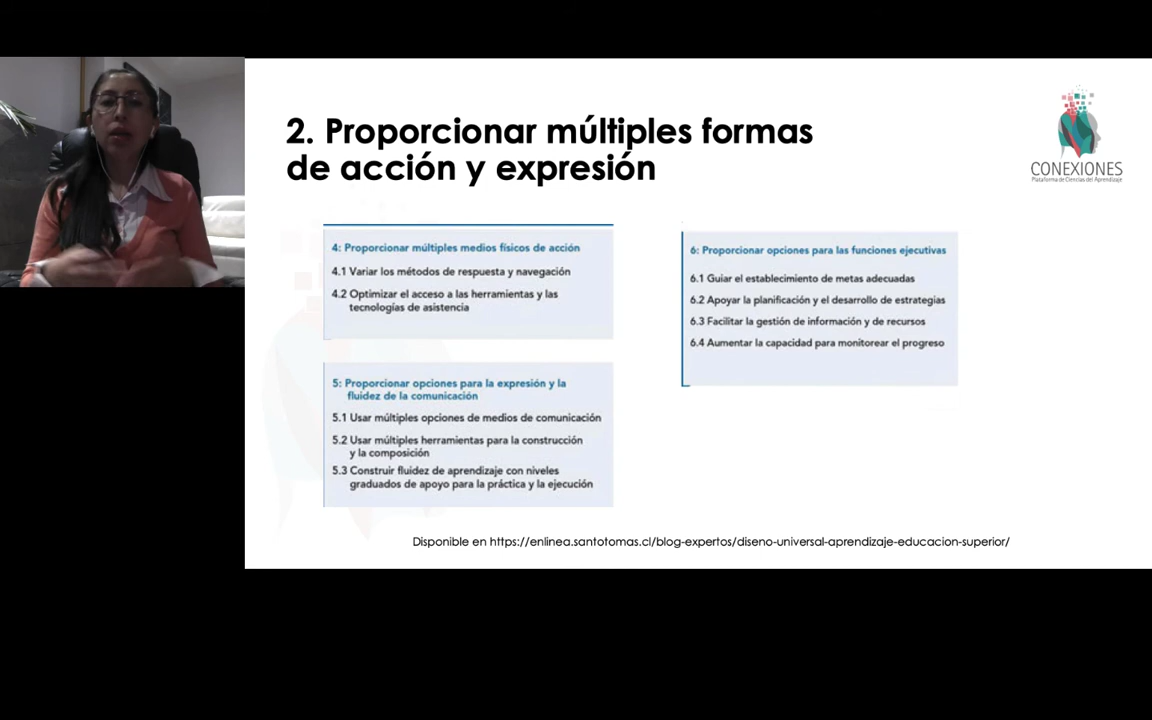 2. Proporcionar múltiples formas
de acción y expresión
CONEXIONES
Plataforma de Ciencias del Aprendizaje
4: Proporcionar múltiples medios físicos de acción
4.1 Variar los métodos de respuesta y navegación
4.2 Optimizar el acceso a las herramientas y las
tecnologías de asistencia
5: Proporcionar opciones para la expresión y la
fluidez de la comunicación
5.1 Usar múltiples opciones de medios de comunicación
5.2 Usar múltiples herramientas para la construcción
y la composición
5.3 Construir fluidez de aprendizaje con niveles
graduados de apoyo para la práctica y la ejecución
6: Proporcionar opciones para las funciones ejecutivas
6.1 Guiar el establecimiento de metas adecuadas
6.2 Apoyar la planificación y el desarrollo de estrategias
6.3 Facilitar la gestión de información y de recursos
6.4 Aumentar la capacidad para monitorear el progreso
Disponible en https://enlinea.santotomas.cl/blog-expertos/diseno-universal-aprendizaje-educacion-superior/